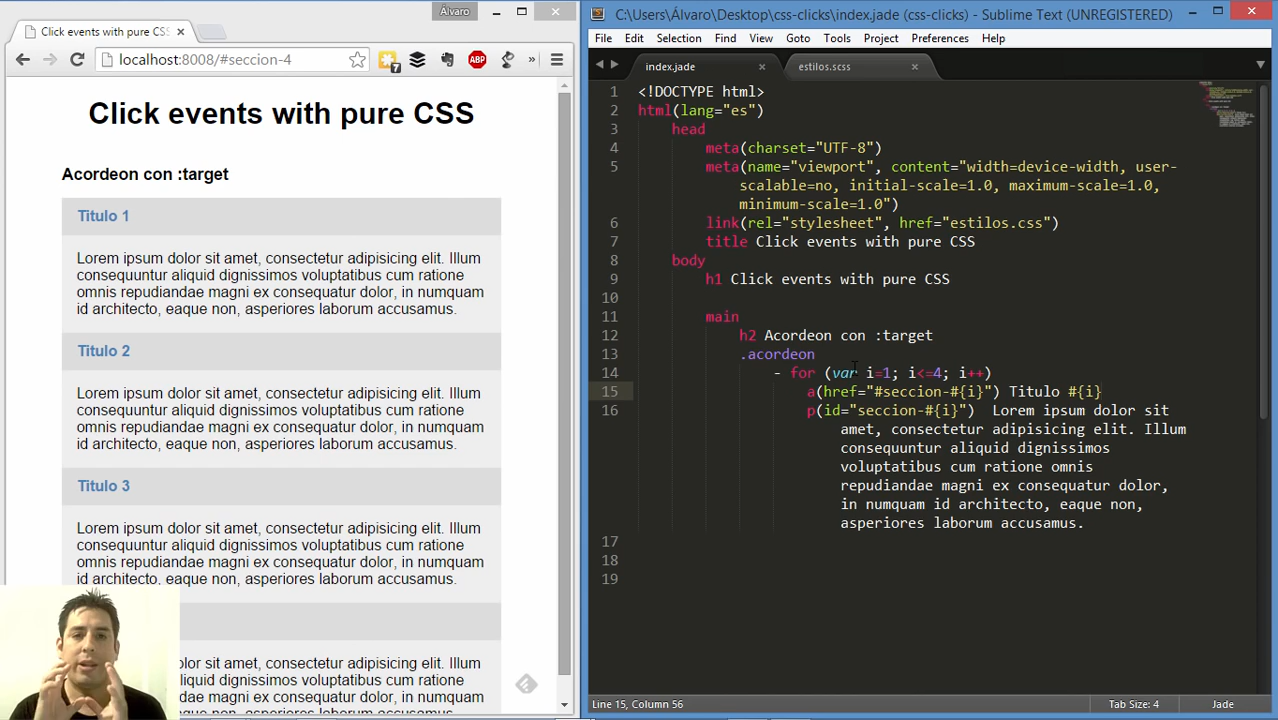 Álvaro
Click events with pure CSS
localhost:8008/#seccion-4
7
ABP
»
Click events with pure CSS
Acordeon con :target
Titulo 1
Lorem ipsum dolor sit amet, consectetur adipisicing elit. Illum
consequuntur aliquid dignissimos voluptatibus cum ratione
omnis repudiandae magni ex consequatur dolor, in numquam
id architecto, eaque non, asperiores laborum accusamus.
Titulo 2
Lorem ipsum dolor sit amet, consectetur adipisicing elit. Illum
consequuntur aliquid dignissimos voluptatibus cum ratione
omnis repudiandae magni ex consequatur dolor, in numquam
id architecto, eaque non, asperiores laborum accusamus.
Titulo 3
Lorem ipsum dolor sit amet, consectetur adipisicing elit. Illum
consequuntur aliquid dignissimos voluptatibus cum ratione
omnis repudiandae magni ex consequatur dolor, in numquam
id architecto, eaque non, asperiores laborum accusamus.
dolor sit amet, consectetur adipisicing elit. Illum
aliquid dignissimos voluptatibus cum ratione
repudiandae magni ex consequatur dolor, in numquam
C:\Users\Álvaro\Desktop\css-clicks\index.jade (css-clicks) - Sublime Text (UNREGISTERED)
File Edit Selection Find View Goto Tools Project Preferences Help
index.jade estilos.scss
1 <!DOCTYPE html>
2 html(lang="es")
3 head
4 meta(charset="UTF-8")
5 meta(name="viewport", content="width=device-width, user-
scalable=no, initial-scale=1.0, maximum-scale=1.0,
minimum-scale=1.0")
6 link(rel="stylesheet", href="estilos.css")
7 title Click events with pure CSS
8 body
9 h1 Click events with pure CSS
10
11 main
12 h2 Acordeon con :target
13 .acordeon
14 - for (var i=1; i<=4; i++)
15 a(href="#seccion-#{i}") Titulo #{i}
16 p(id="seccion-#{i}")  Lorem ipsum dolor sit
amet, consectetur adipisicing elit. Illum
consequuntur aliquid dignissimos
voluptatibus cum ratione omnis
repudiandae magni ex consequatur dolor,
in numquam id architecto, eaque non,
asperiores laborum accusamus.
17
18
19
Line 15, Column 56
Tab Size: 4
Jade